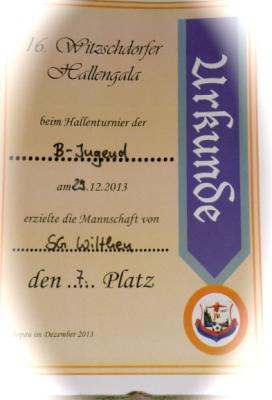 16. Witzschdorfer
Hallengala
Urkunde
beim Hallenturnier der
B-Jugend
am 29.12.2013
erzielte die Mannschaft von
SG Wilthen
den 7. Platz
opau im Dezember 2013